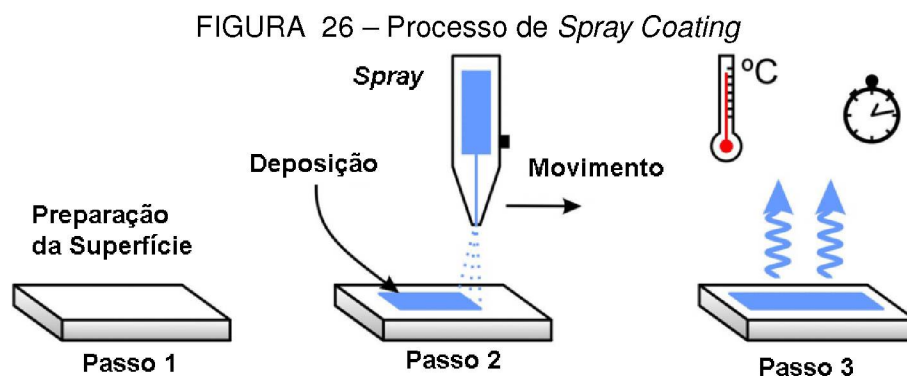 FIGURA 26 – Processo de Spray Coating
Spray
ºC
Deposição
Movimento
Preparação
da Superfície
Passo 1
Passo 2
Passo 3